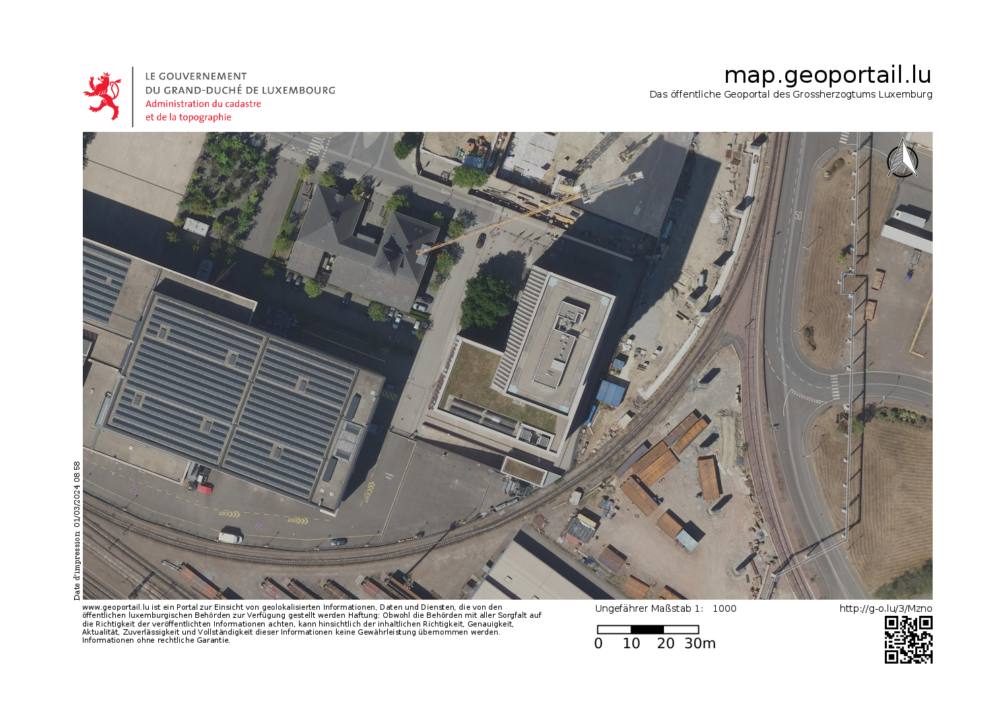 LE GOUVERNEMENT
DU GRAND-DUCHÉ DE LUXEMBOURG
Administration du cadastre
et de la topographie
map.geoportail.lu
Das öffentliche Geoportal des Grossherzogtums Luxemburg
50
EXIT
EXIT
EXIT
Date d'impression: 01/03/2024 08:58
www.geoportail.lu ist ein Portal zur Einsicht von geolokalisierten Informationen, Daten und Diensten, die von den
öffentlichen luxemburgischen Behörden zur Verfügung gestellt werden Haftung: Obwohl die Behörden mit aller Sorgfalt auf
die Richtigkeit der veröffentlichten Informationen achten, kann hinsichtlich der inhaltlichen Richtigkeit, Genauigkeit,
Aktualität, Zuverlässigkeit und Vollständigkeit dieser Informationen keine Gewährleistung übernommen werden.
Informationen ohne rechtliche Garantie.
Ungefährer Maßstab 1: 1000
0 10 20 30m
http://g-o.lu/3/Mzno